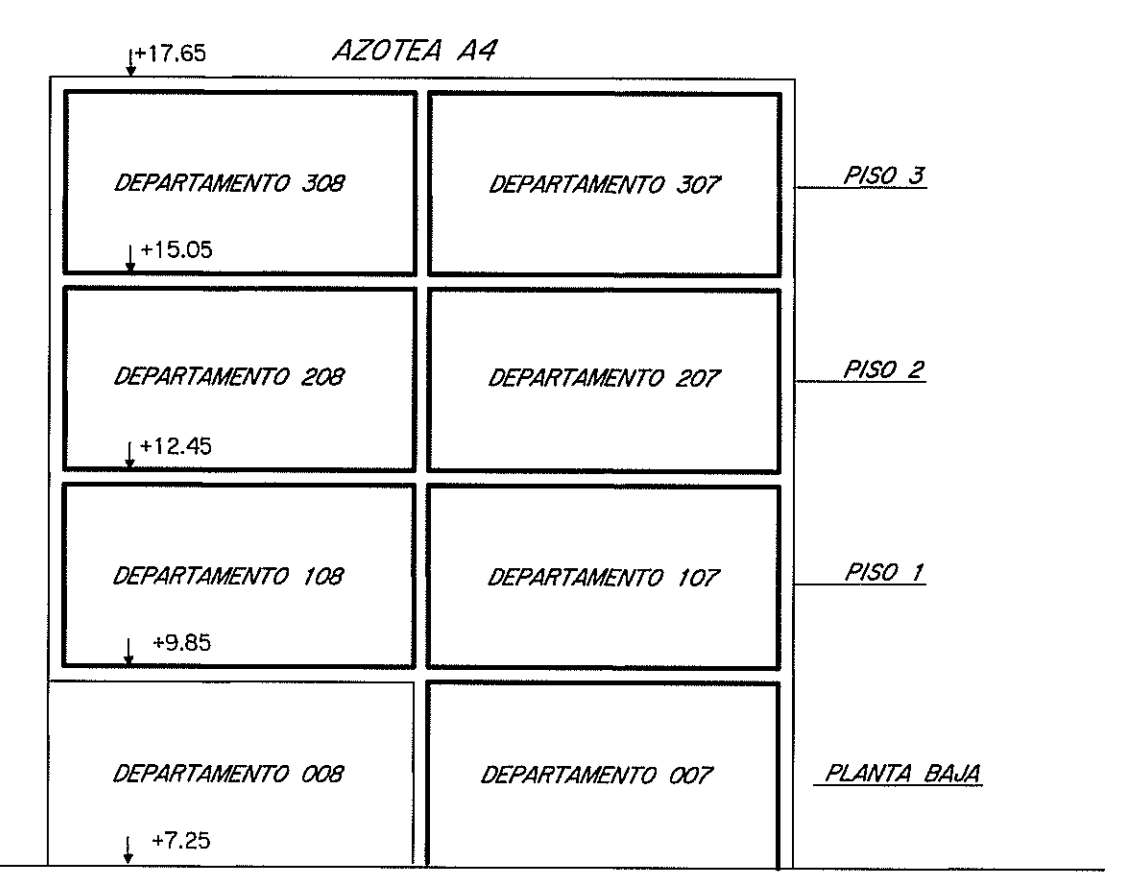 +17.65 AZOTEA A4
DEPARTAMENTO 308 DEPARTAMENTO 307 PISO 3
+15.05
DEPARTAMENTO 208 DEPARTAMENTO 207 PISO 2
+12.45
DEPARTAMENTO 108 DEPARTAMENTO 107 PISO 1
+9.85
DEPARTAMENTO 008 DEPARTAMENTO 007 PLANTA BAJA
+7.25